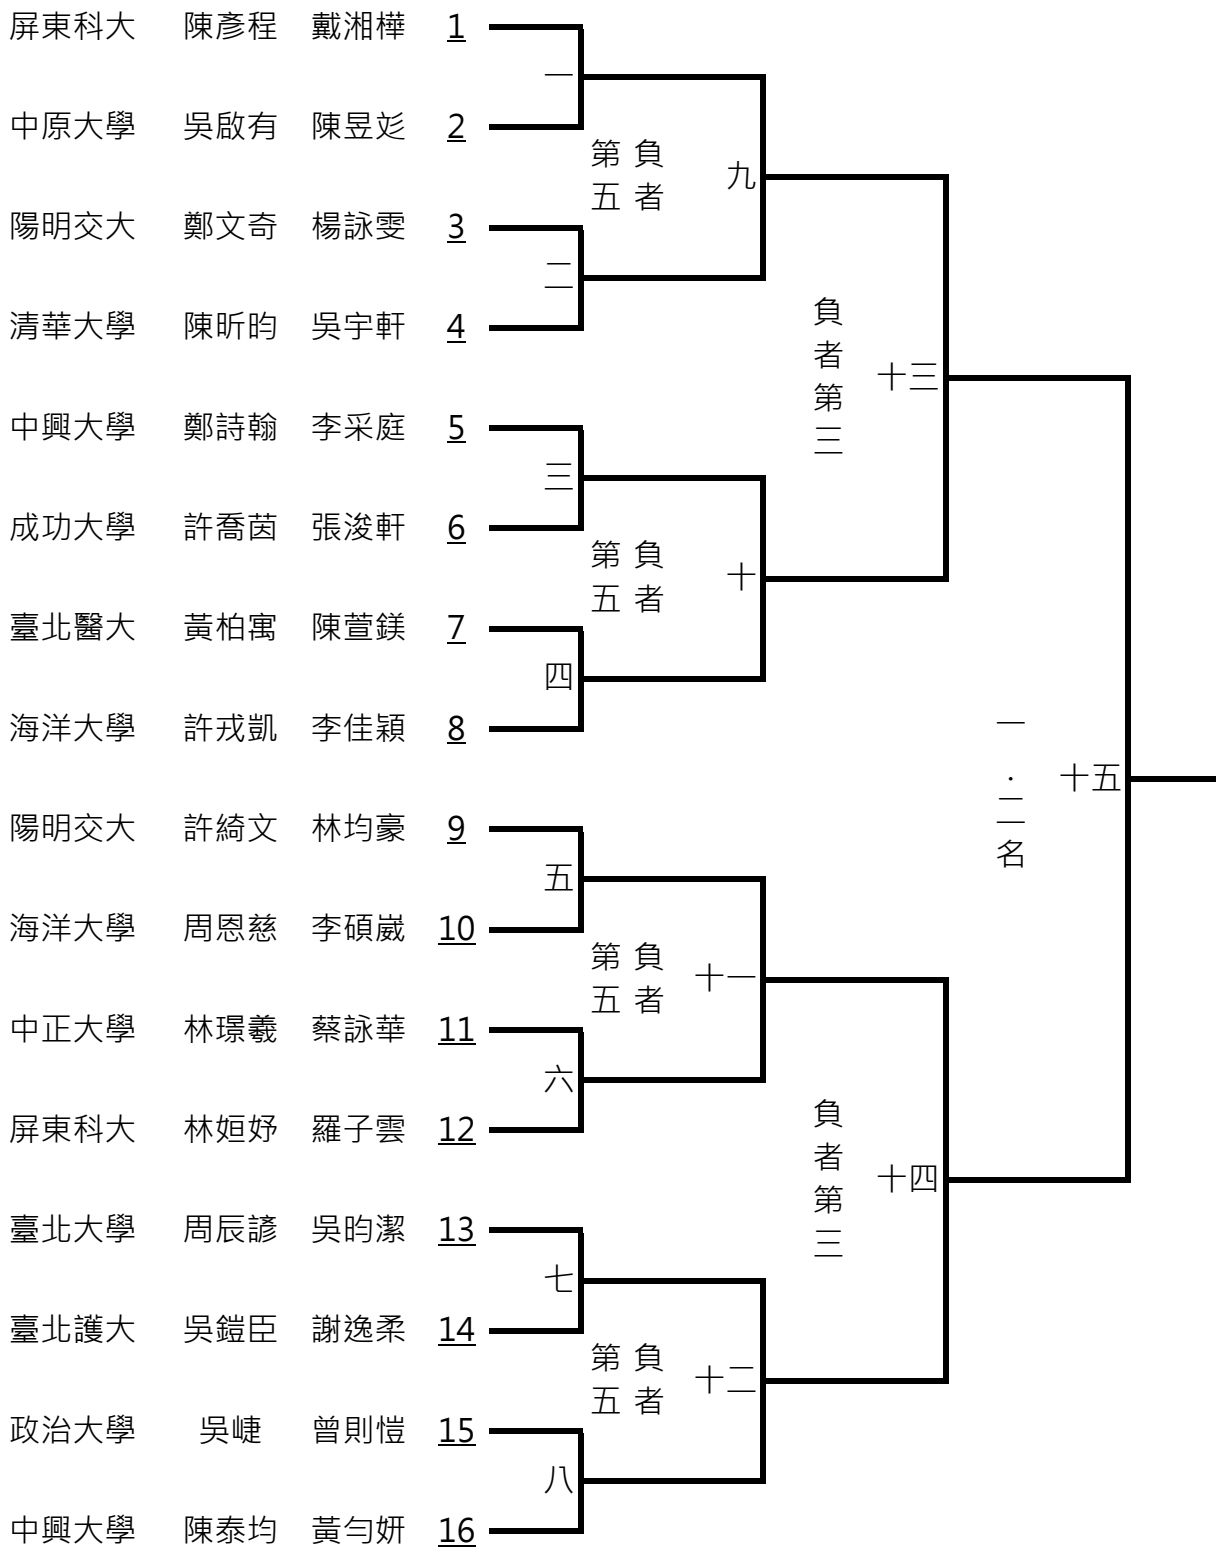 屏東科大 陳彥程 戴湘樺 1
一
中原大學 吳啟有 陳昱彣 2
負者第五
九
陽明交大 鄭文奇 楊詠雯 3
二
清華大學 陳昕昀 吳宇軒 4
負者第三
十三
中興大學 鄭詩翰 李采庭 5
三
成功大學 許喬茵 張浚軒 6
負者第五
十
臺北醫大 黃柏寓 陳萱鎂 7
四
海洋大學 許戎凱 李佳穎 8
一.二名
十五
陽明交大 許綺文 林均豪 9
五
海洋大學 周恩慈 李碩崴 10
負者第五
十一
中正大學 林璟羲 蔡詠華 11
六
屏東科大 林姮妤 羅子雲 12
負者第三
十四
臺北大學 周辰諺 吳昀潔 13
七
臺北護大 吳鎧臣 謝逸柔 14
負者第五
十二
政治大學 吳崨 曾則愷 15
八
中興大學 陳泰均 黃勻妍 16